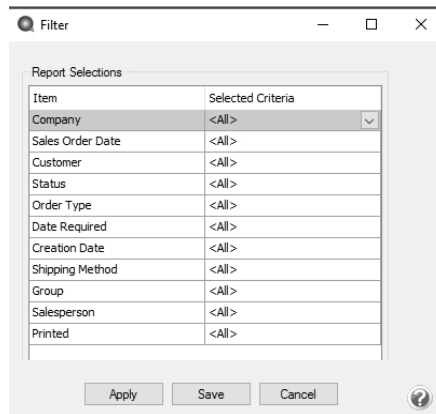 Filter
Report Selections
Item Selected Criteria
Company <All>
Sales Order Date <All>
Customer <All>
Status <All>
Order Type <All>
Date Required <All>
Creation Date <All>
Shipping Method <All>
Group <All>
Salesperson <All>
Printed <All>
Apply Save Cancel ?